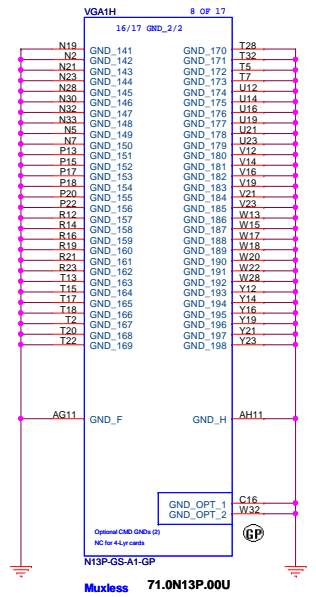 VGA1H 8 OF 17
16/17 GND_2/2
N19 GND_141 GND_170 T28
N2 GND_142 GND_171 T32
N21 GND_143 GND_172 T5
N23 GND_144 GND_173 T7
N28 GND_145 GND_174 U12
N30 GND_146 GND_175 U14
N32 GND_147 GND_176 U16
N33 GND_148 GND_177 U19
N5 GND_149 GND_178 U21
N7 GND_150 GND_179 U23
P13 GND_151 GND_180 V12
P15 GND_152 GND_181 V14
P17 GND_153 GND_182 V16
P18 GND_154 GND_183 V19
P20 GND_155 GND_184 V21
P22 GND_156 GND_185 V23
R12 GND_157 GND_186 W13
R14 GND_158 GND_187 W15
R16 GND_159 GND_188 W17
R19 GND_160 GND_189 W18
R21 GND_161 GND_190 W20
R23 GND_162 GND_191 W22
T13 GND_163 GND_192 W28
T15 GND_164 GND_193 Y12
T17 GND_165 GND_194 Y14
T18 GND_166 GND_195 Y16
T2 GND_167 GND_196 Y19
T20 GND_168 GND_197 Y21
T22 GND_169 GND_198 Y23
AG11 GND_F GND_H AH11
GND_OPT_1 C16
GND_OPT_2 W32
Optional CMD GNDs (2)
NC for 4-Lyr cards
GP
N13P-GS-A1-GP
Muxless 71.0N13P.00U